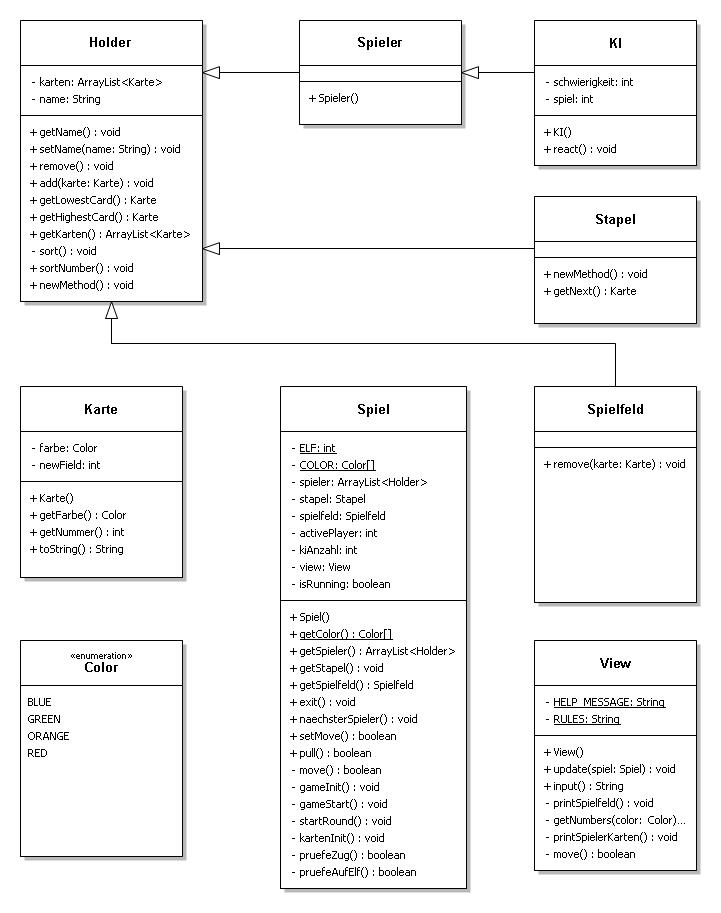 Holder
- karten: ArrayList<Karte>
- name: String
+ getName() : void
+ setName(name: String) : void
+ remove() : void
+ add(karte: Karte) : void
+ getLowestCard() : Karte
+ getHighestCard() : Karte
+ getKarten() : ArrayList<Karte>
- sort() : void
+ sortNumber() : void
+ newMethod() : void
Spieler
+ Spieler()
KI
- schwierigkeit: int
- spiel: int
+ KI()
+ react() : void
Stapel
+ newMethod() : void
+ getNext() : Karte
Karte
- farbe: Color
- newField: int
+ Karte()
+ getFarbe() : Color
+ getNummer() : int
+ toString() : String
Spiel
- ELF: int
- COLOR: Color[]
- spieler: ArrayList<Holder>
- stapel: Stapel
- spielfeld: Spielfeld
- activePlayer: int
- kiAnzahl: int
- view: View
- isRunning: boolean
+ Spiel()
+ getColor() : Color[]
+ getSpieler() : ArrayList<Holder>
+ getStapel() : void
+ getSpielfeld() : Spielfeld
+ exit() : void
+ naechsterSpieler() : void
+ setMove() : boolean
+ pull() : boolean
- move() : boolean
- gameInit() : void
- gameStart() : void
- startRound() : void
- kartenInit() : void
- pruefeZug() : boolean
- pruefeAufElf() : boolean
Spielfeld
+ remove(karte: Karte) : void
«enumeration»
Color
BLUE
GREEN
ORANGE
RED
View
- HELP_MESSAGE: String
- RULES: String
+ View()
+ update(spiel: Spiel) : void
+ input() : String
- printSpielfeld() : void
- getNumbers(color: Color)...
- printSpielerKarten() : void
- move() : boolean